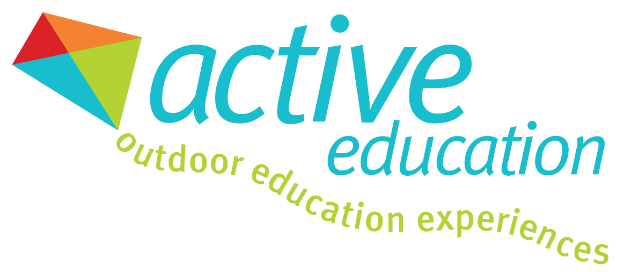 active
education
outdoor education experiences